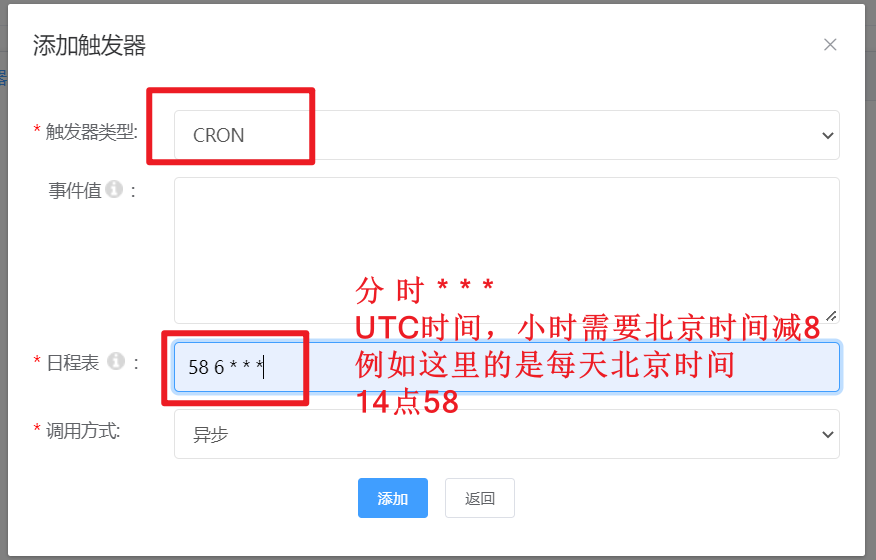 添加触发器
* 触发器类型:
CRON
事件值 :
分 时 * * *
UTC时间，小时需要北京时间减8
* 日程表 :
58 6 * * *
例如这里的是每天北京时间
14点58
* 调用方式:
异步
添加
返回